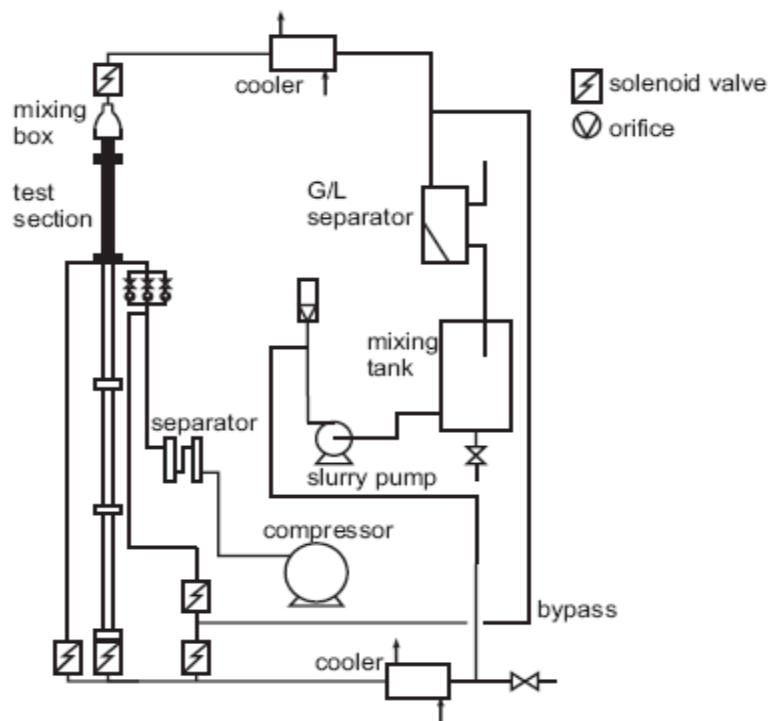 cooler
solenoid valve
orifice
mixing
box
test
section
G/L
separator
mixing
tank
separator
slurry pump
compressor
bypass
cooler